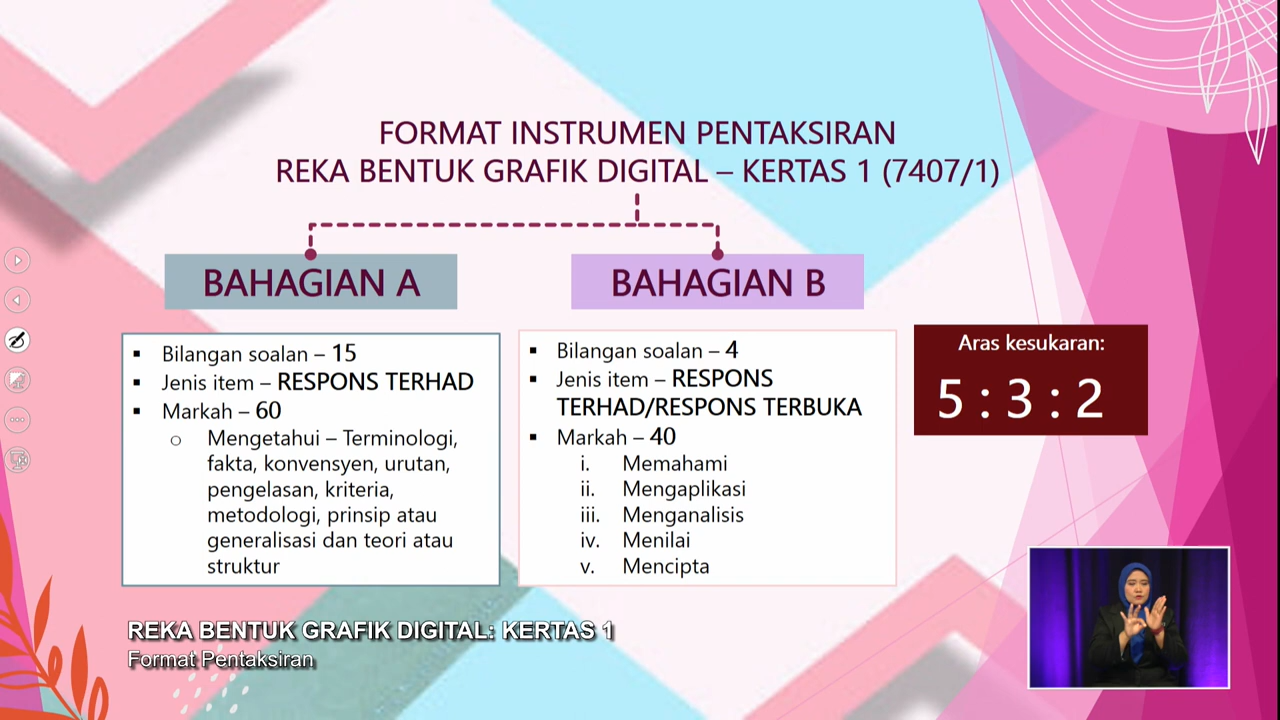 FORMAT INSTRUMEN PENTAKSIRAN
REKA BENTUK GRAFIK DIGITAL – KERTAS 1 (7407/1)
BAHAGIAN A
▪ Bilangan soalan – 15
▪ Jenis item – RESPONS TERHAD
▪ Markah – 60
o Mengetahui – Terminologi,
fakta, konvensyen, urutan,
pengelasan, kriteria,
metodologi, prinsip atau
generalisasi dan teori atau
struktur
BAHAGIAN B
▪ Bilangan soalan – 4
▪ Jenis item – RESPONS
TERHAD/RESPONS TERBUKA
▪ Markah – 40
i. Memahami
ii. Mengaplikasi
iii. Menganalisis
iv. Menilai
v. Mencipta
Aras kesukaran:
5 : 3 : 2
REKA BENTUK GRAFIK DIGITAL: KERTAS 1
Format Pentaksiran